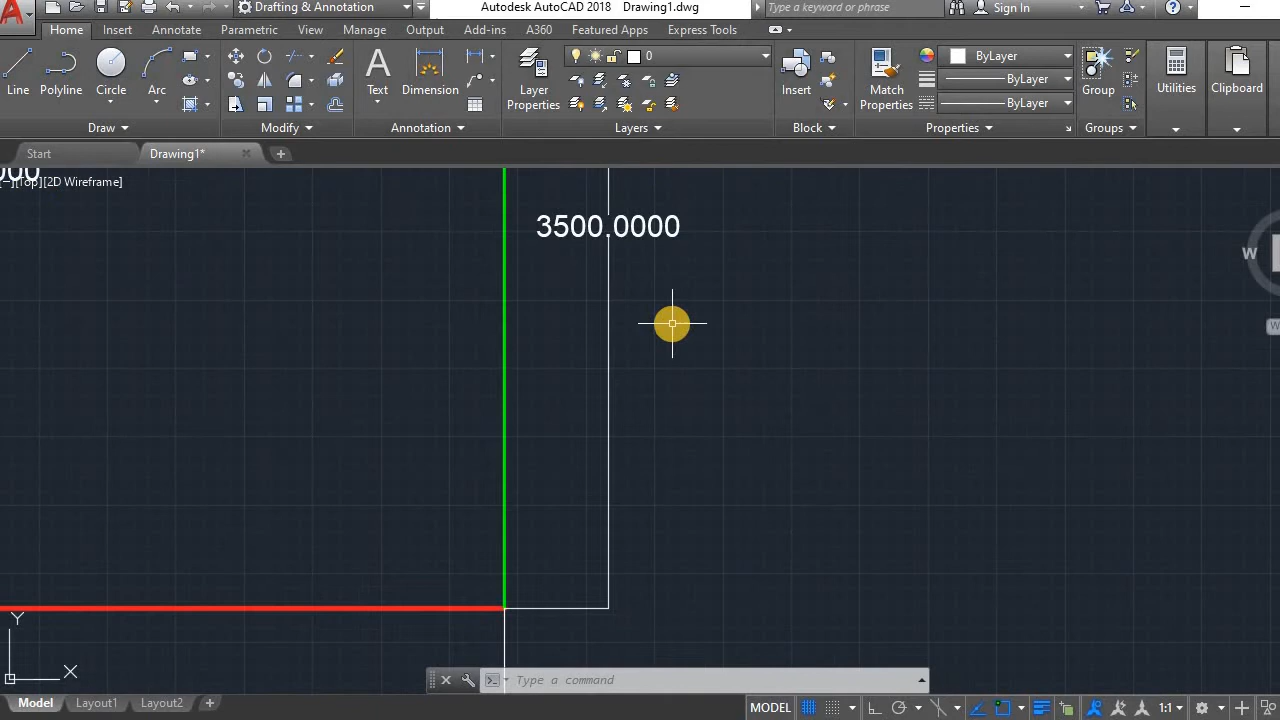 Drafting & Annotation
Autodesk AutoCAD 2018 Drawing1.dwg
Type a keyword or phrase
Sign In
Home Insert Annotate Parametric View Manage Output Add-ins A360 Featured Apps Express Tools
0
ByLayer
ByLayer
ByLayer
Line Polyline Circle Arc Text Dimension Layer Properties Insert Match Properties Group Utilities Clipboard
Draw Modify Annotation Layers Block Properties Groups
Start Drawing1*
[−][Top][2D Wireframe]
3500.0000
W
Y
X
Type a command
Model Layout1 Layout2
MODEL 1:1